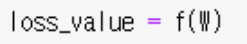 loss_value = f(₩)